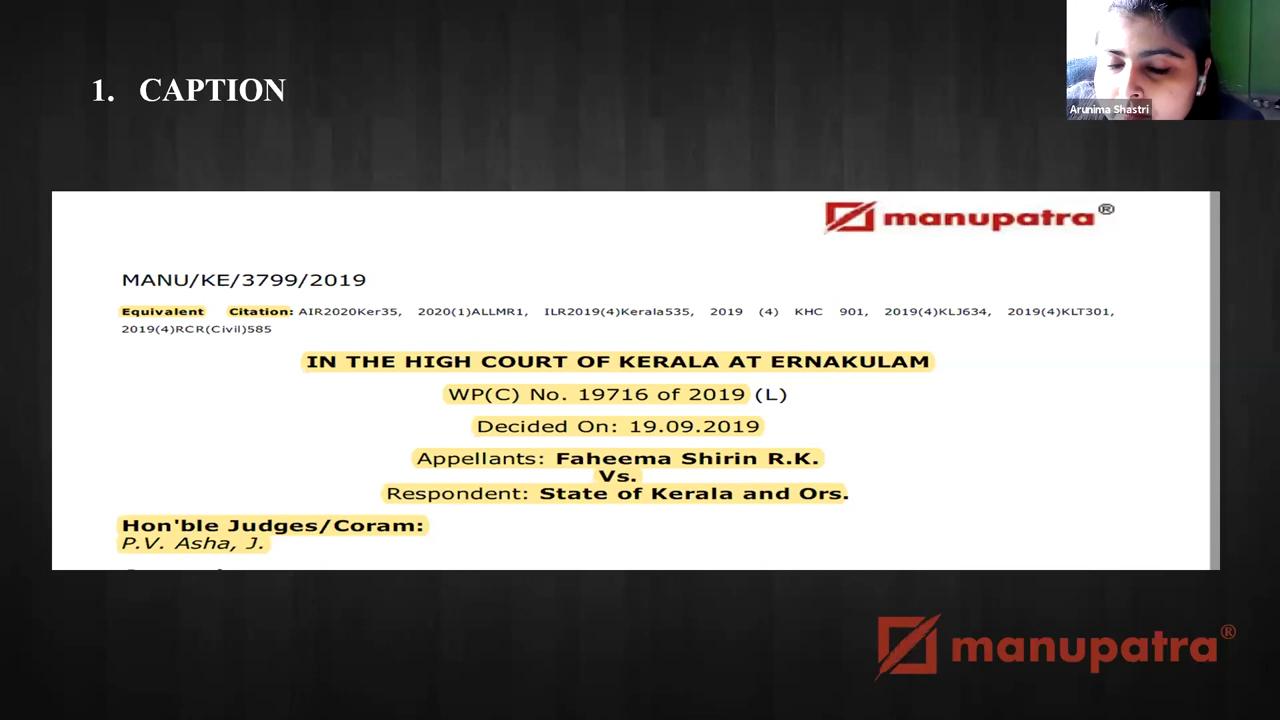 1. CAPTION
Arunima Shastri
manupatra®
MANU/KE/3799/2019
Equivalent Citation: AIR2020Ker35, 2020(1)ALLMR1, ILR2019(4)Kerala535, 2019 (4) KHC 901, 2019(4)KLJ634, 2019(4)KLT301,
2019(4)RCR(Civil)585
IN THE HIGH COURT OF KERALA AT ERNAKULAM
WP(C) No. 19716 of 2019 (L)
Decided On: 19.09.2019
Appellants: Faheema Shirin R.K.
Vs.
Respondent: State of Kerala and Ors.
Hon'ble Judges/Coram:
P.V. Asha, J.
manupatra®